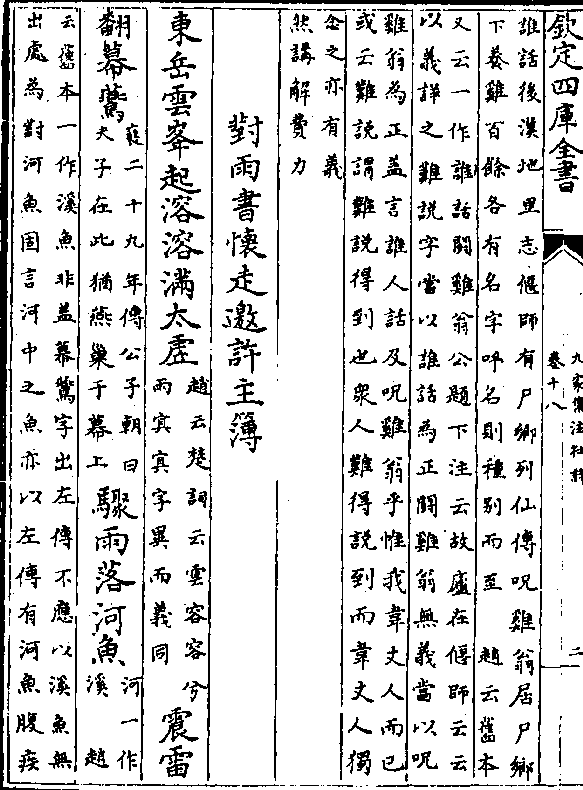 欽定四庫全書
九家集注杜詩
卷十八
二
誰話後漢地里志偃師有尸鄉列仙傳呪雞翁居尸鄉
下養雞百餘各有名字呼名則種別而至 趙云舊本
又云一作誰話鬬雞翁公題下注云故廬在偃師云云
以義詳之難說字當以誰話為正鬬雞翁無義當以呪
雞翁為正蓋言誰人話及呪雞翁乎惟我韋丈人而已
或云難說謂難說得到也衆人難得說到而韋丈人獨
念之亦有義
然講解費力
對雨書懷走邀許主簿
東岳雲峯起溶溶滿太虛
趙云楚詞云雲容容兮
而㝠㝠字異而義同
震雷
翻幕鷰
襄二十九年傳公子朝曰
夫子在此猶燕巢于幕上
驟雨落河魚
河一作
溪 趙
云舊本一作溪魚非蓋幕鷰字出左傳不應以溪魚無
出處為對河魚固言河中之魚亦以左傳有河魚腹疾